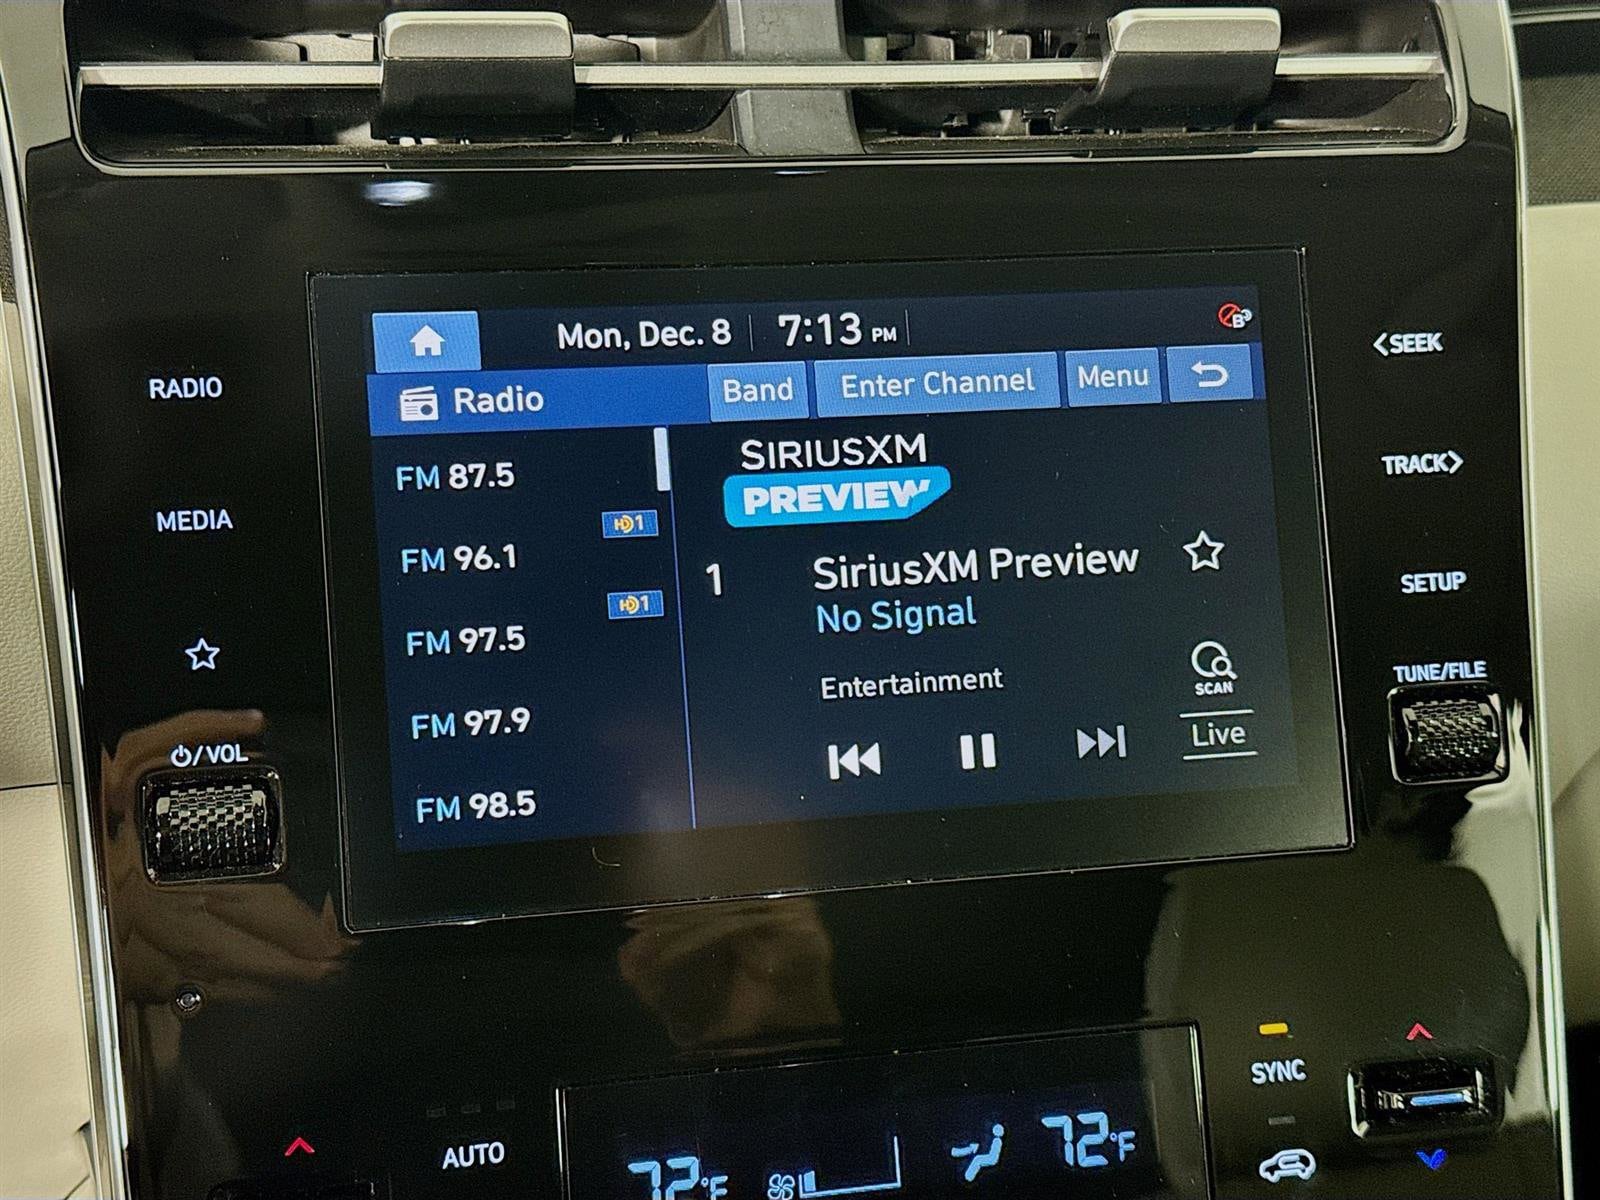 Mon, Dec. 8 7:13 PM
B
Radio Band Enter Channel Menu
FM 87.5
HD1
FM 96.1
HD1
FM 97.5
FM 97.9
FM 98.5
SIRIUSXM
PREVIEW
1 SiriusXM Preview
No Signal
Entertainment
SCAN
Live
RADIO
MEDIA
/VOL
<SEEK
TRACK>
SETUP
TUNE/FILE
SYNC
AUTO
72°F
72°F